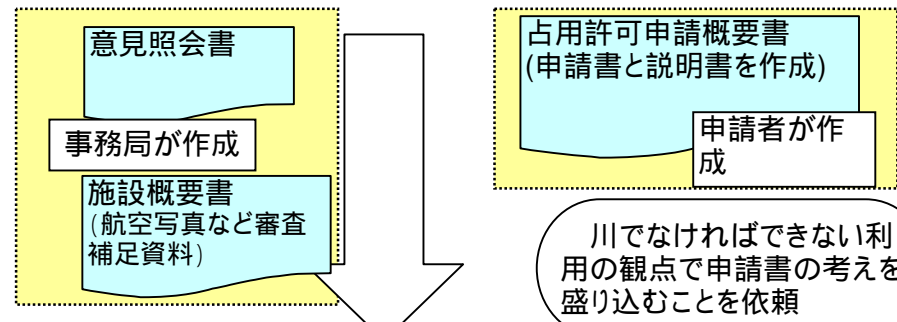 意見照会書
事務局が作成
施設概要書
(航空写真など審査
補足資料)
占用許可申請概要書
(申請書と説明書を作成)
申請者が作
成
川でなければできない利
用の観点で申請書の考えを
盛り込むことを依頼